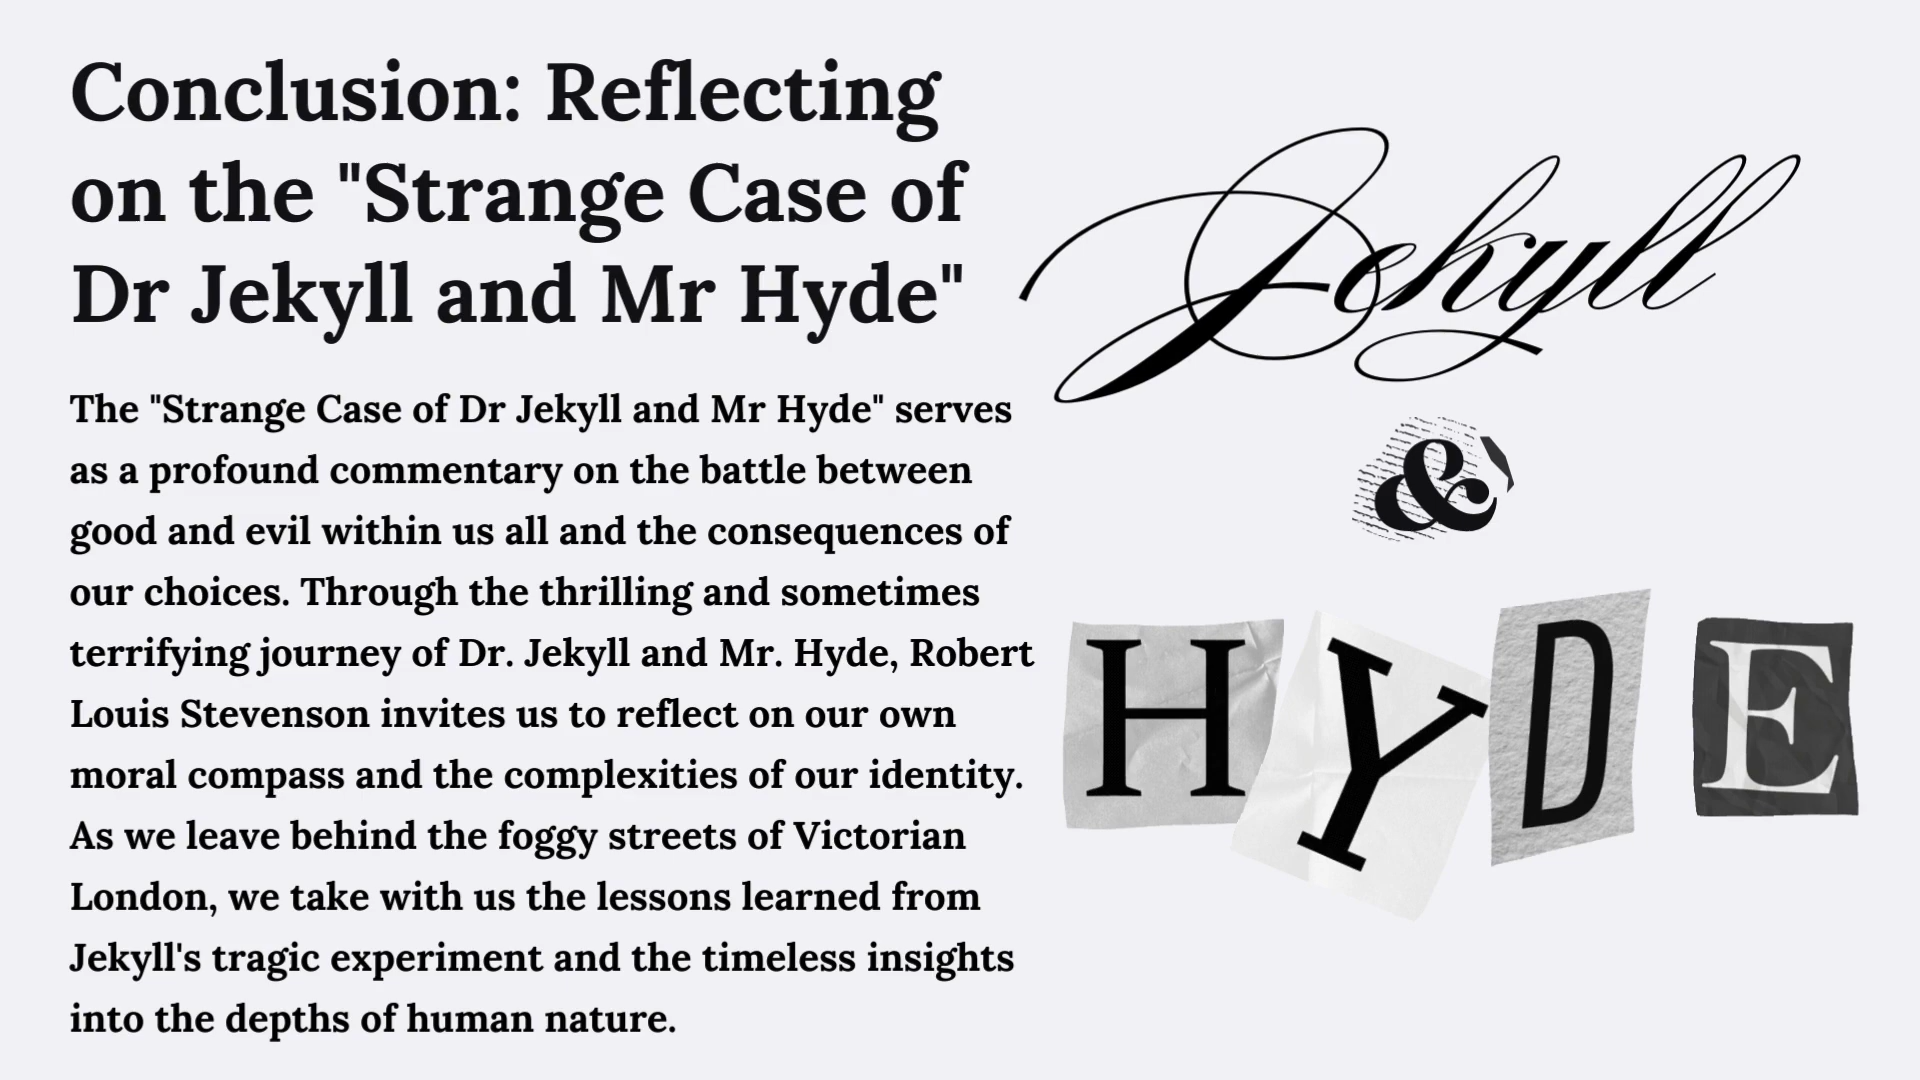 Conclusion: Reflecting
on the "Strange Case of
Dr Jekyll and Mr Hyde"
The "Strange Case of Dr Jekyll and Mr Hyde" serves
as a profound commentary on the battle between
good and evil within us all and the consequences of
our choices. Through the thrilling and sometimes
terrifying journey of Dr. Jekyll and Mr. Hyde, Robert
Louis Stevenson invites us to reflect on our own
moral compass and the complexities of our identity.
As we leave behind the foggy streets of Victorian
London, we take with us the lessons learned from
Jekyll's tragic experiment and the timeless insights
into the depths of human nature.
Jekyll
&
HYDE